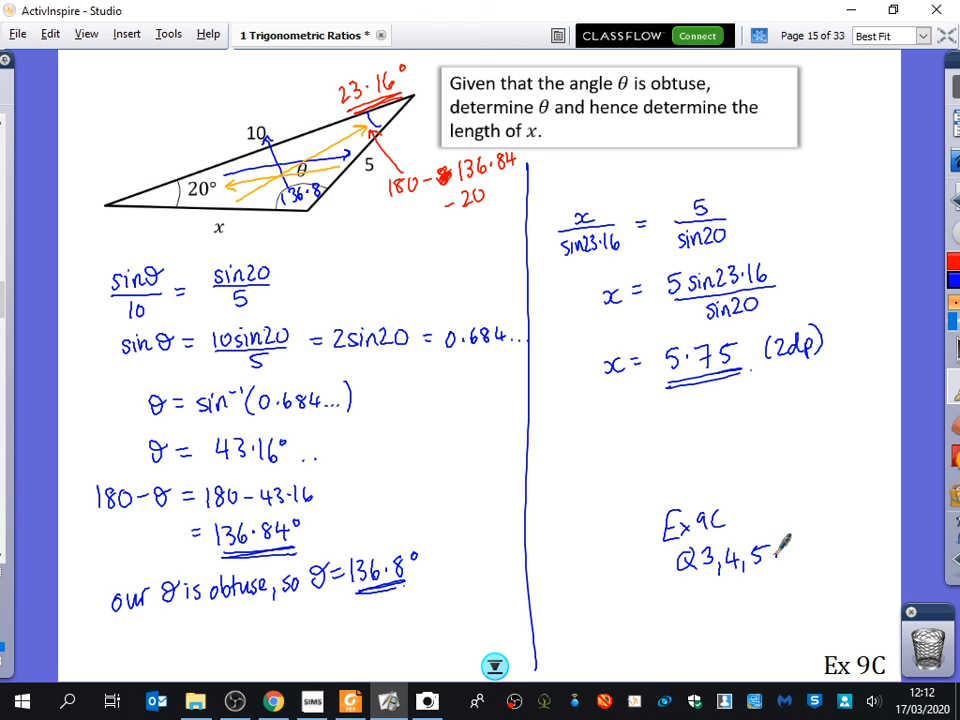 ActivInspire - Studio
File Edit View Insert Tools Help
1 Trigonometric Ratios *
CLASSFLOW Connect
Page 15 of 33
Best Fit
23.16°
Given that the angle θ is obtuse,
determine θ and hence determine the
length of x.
10
θ
5
20°
136.8
x
180 - 136.84
- 20
sinθ/10 = sin20/5
sinθ = 10sin20/5 = 2sin20 = 0.684...
θ = sin⁻¹(0.684...)
θ = 43.16° ..
180 - θ = 180 - 43.16
= 136.84°
our θ is obtuse, so θ = 136.8°
x/sin23.16 = 5/sin20
x = 5sin23.16/sin20
x = 5.75 (2dp)
Ex 9C
Q3,4,5
Ex 9C
SIMS
12:12
17/03/2020